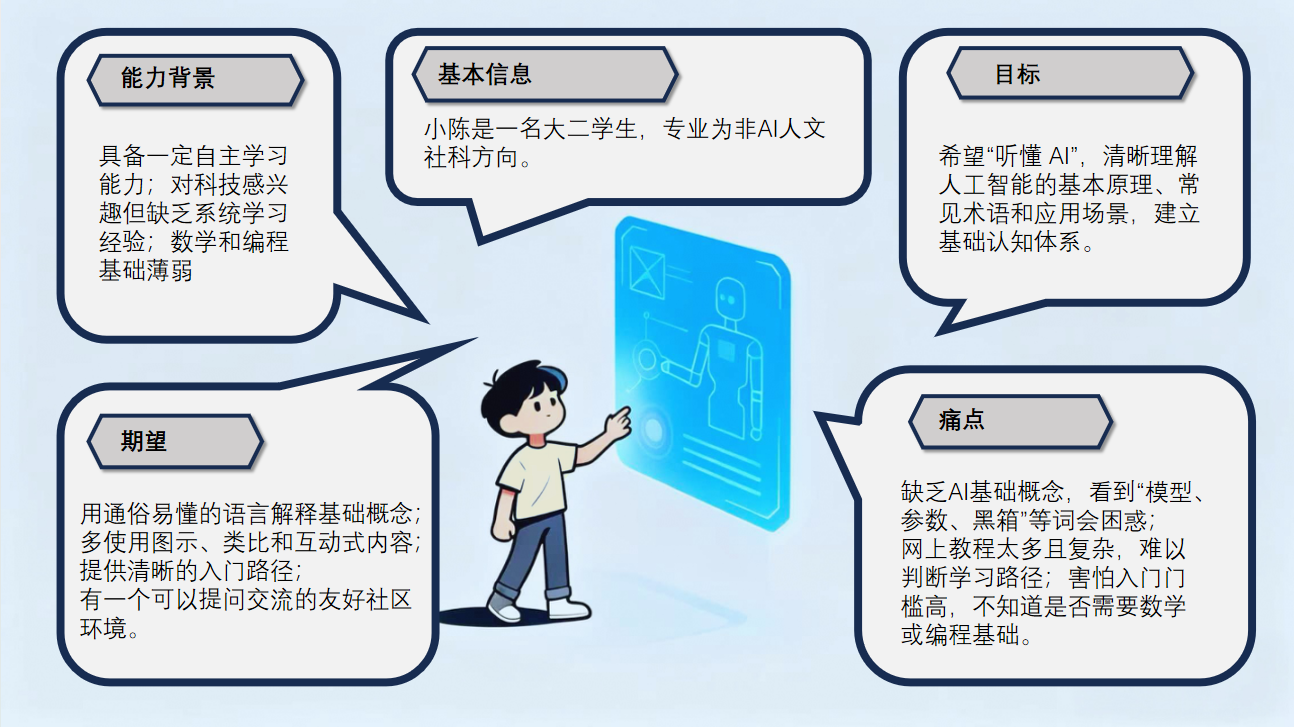 能力背景
具备一定自主学习
能力；对科技感兴
趣但缺乏系统学习
经验；数学和编程
基础薄弱
基本信息
小陈是一名大二学生，专业为非AI人文
社科方向。
目标
希望“听懂 AI”，清晰理解
人工智能的基本原理、常
见术语和应用场景，建立
基础认知体系。
期望
用通俗易懂的语言解释基础概念；
多使用图示、类比和互动式内容；
提供清晰的入门路径；
有一个可以提问交流的友好社区
环境。
痛点
缺乏AI基础概念，看到“模型、
参数、黑箱”等词会困惑；
网上教程太多且复杂，难以
判断学习路径；害怕入门门
槛高，不知道是否需要数学
或编程基础。